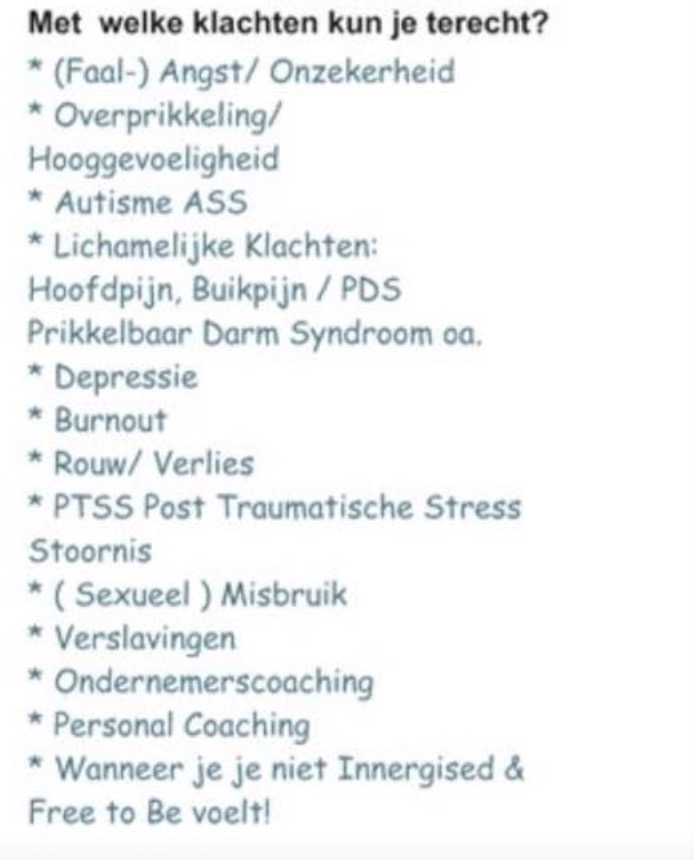 Met welke klachten kun je terecht?
* (Faal-) Angst/ Onzekerheid
* Overprikkeling/
Hooggevoeligheid
* Autisme ASS
* Lichamelijke Klachten:
Hoofdpijn, Buikpijn / PDS
Prikkelbaar Darm Syndroom oa.
* Depressie
* Burnout
* Rouw/ Verlies
* PTSS Post Traumatische Stress
Stoornis
* ( Sexueel ) Misbruik
* Verslavingen
* Ondernemerscoaching
* Personal Coaching
* Wanneer je je niet Innergised &
Free to Be voelt!